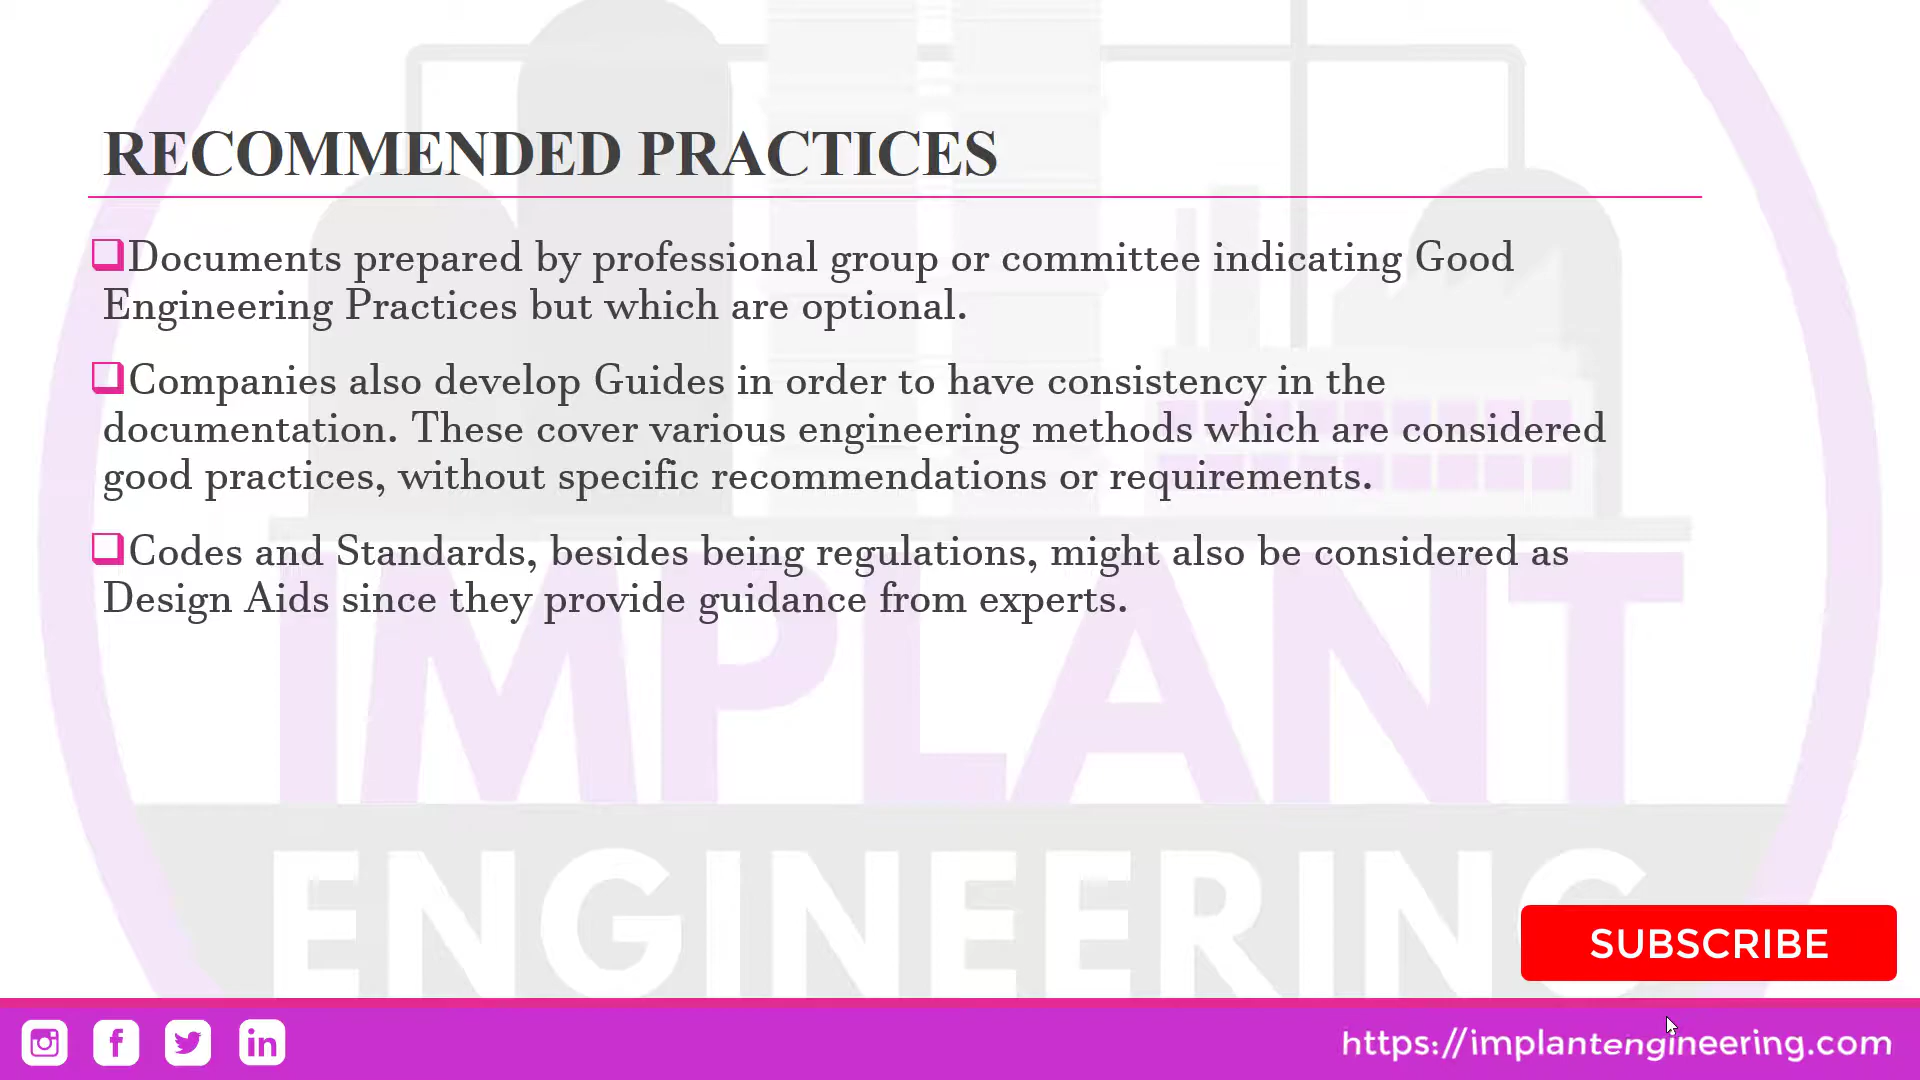 RECOMMENDED PRACTICES
Documents prepared by professional group or committee indicating Good
Engineering Practices but which are optional.
Companies also develop Guides in order to have consistency in the
documentation. These cover various engineering methods which are considered
good practices, without specific recommendations or requirements.
Codes and Standards, besides being regulations, might also be considered as
Design Aids since they provide guidance from experts.
IMPLANT
ENGINEERING
SUBSCRIBE
https://implantengineering.com